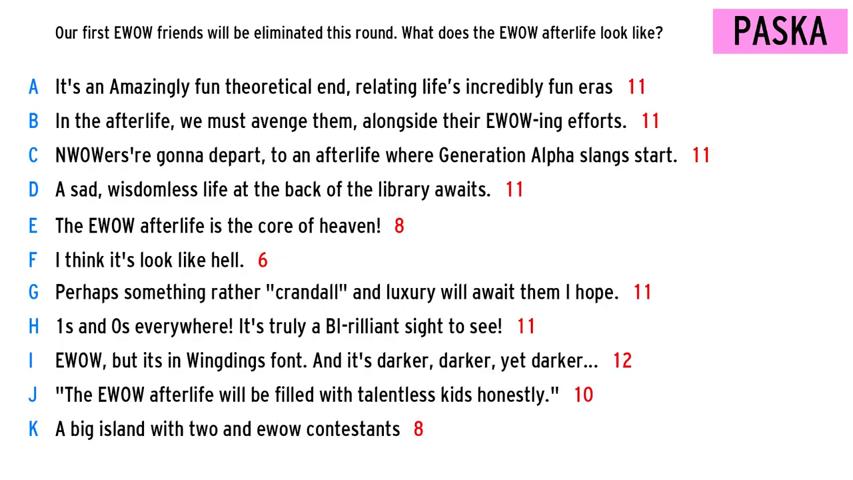 Our first EWOW friends will be eliminated this round. What does the EWOW afterlife look like?
PASKA
A It's an Amazingly fun theoretical end, relating life's incredibly fun eras 11
B In the afterlife, we must avenge them, alongside their EWOW-ing efforts. 11
C NWOWers're gonna depart, to an afterlife where Generation Alpha slangs start. 11
D A sad, wisdomless life at the back of the library awaits. 11
E The EWOW afterlife is the core of heaven! 8
F I think it's look like hell. 6
G Perhaps something rather "crandall" and luxury will await them I hope. 11
H 1s and 0s everywhere! It's truly a BI-rilliant sight to see! 11
I EWOW, but its in Wingdings font. And it's darker, darker, yet darker... 12
J "The EWOW afterlife will be filled with talentless kids honestly." 10
K A big island with two and ewow contestants 8